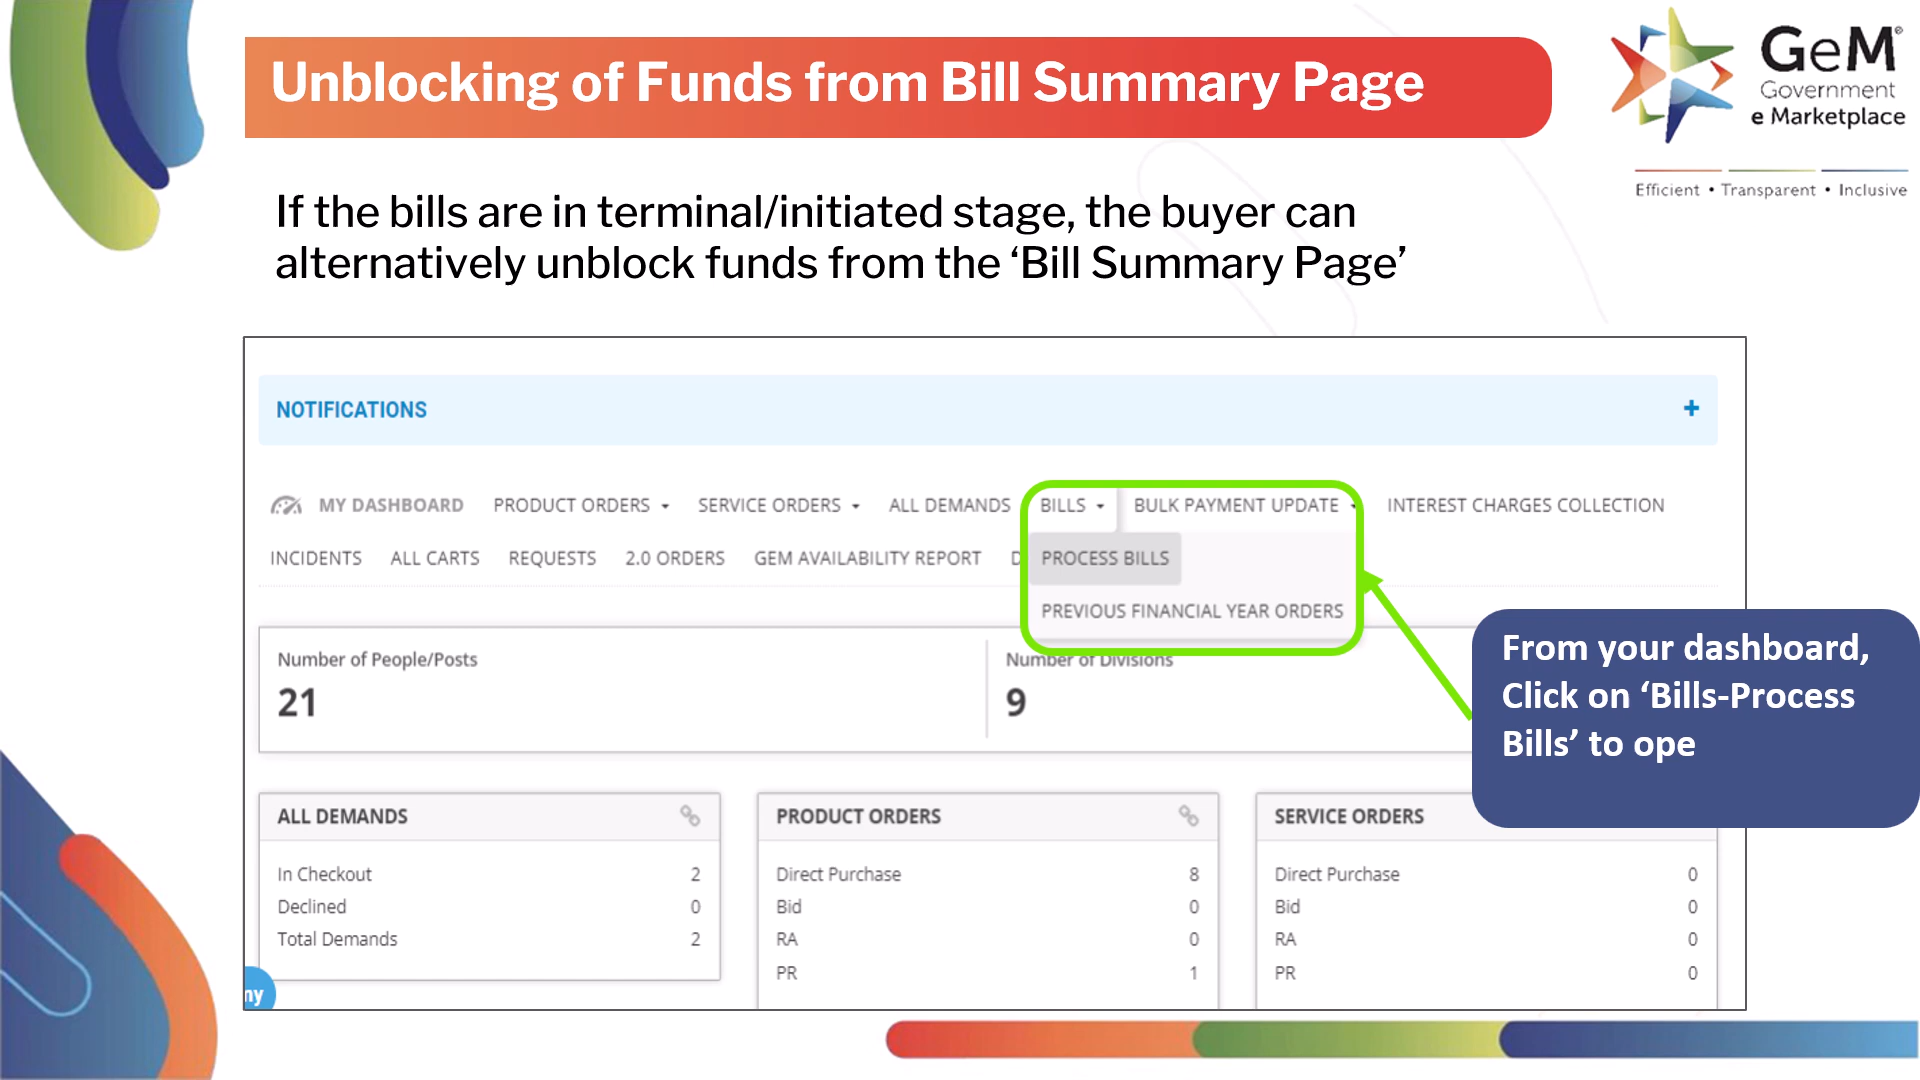 Unblocking of Funds from Bill Summary Page
GeM®
Government
e Marketplace
Efficient • Transparent • Inclusive
If the bills are in terminal/initiated stage, the buyer can
alternatively unblock funds from the ‘Bill Summary Page’
NOTIFICATIONS +
MY DASHBOARD PRODUCT ORDERS SERVICE ORDERS ALL DEMANDS BILLS BULK PAYMENT UPDATE INTEREST CHARGES COLLECTION
INCIDENTS ALL CARTS REQUESTS 2.0 ORDERS GEM AVAILABILITY REPORT D PROCESS BILLS
PREVIOUS FINANCIAL YEAR ORDERS
Number of People/Posts
21
Number of Divisions
9
From your dashboard,
Click on ‘Bills-Process
Bills’ to ope
ALL DEMANDS
In Checkout 2
Declined 0
Total Demands 2
PRODUCT ORDERS
Direct Purchase 8
Bid 0
RA 0
PR 1
SERVICE ORDERS
Direct Purchase 0
Bid 0
RA 0
PR 0